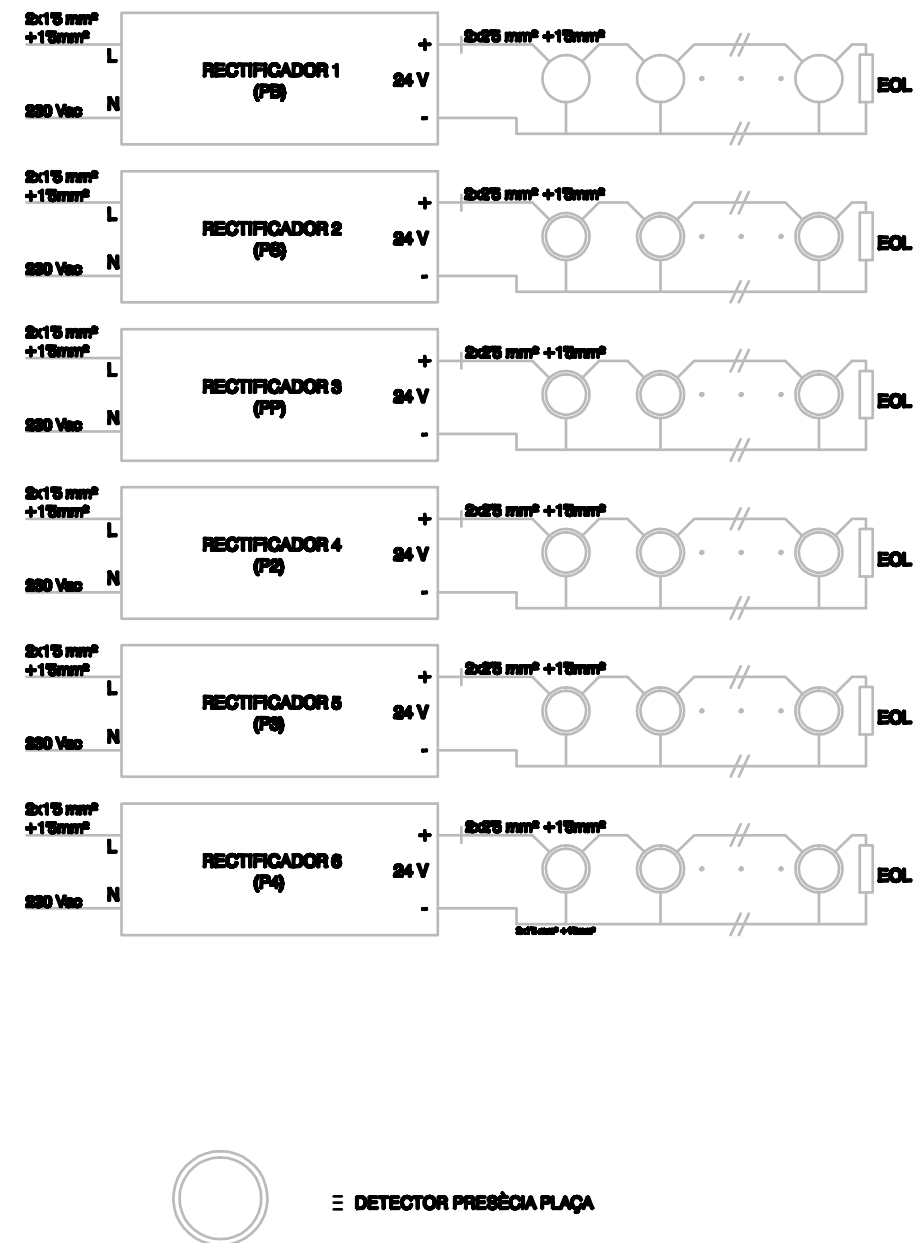 2x1'5 mm²
+1'5mm²
L
N
230 Vac
RECTIFICADOR 1
(PB)
+
24 V
-
2x2'5 mm² +1'5mm²
EOL
2x1'5 mm²
+1'5mm²
L
N
230 Vac
RECTIFICADOR 2
(PS)
+
24 V
-
2x2'5 mm² +1'5mm²
EOL
2x1'5 mm²
+1'5mm²
L
N
230 Vac
RECTIFICADOR 3
(PP)
+
24 V
-
2x2'5 mm² +1'5mm²
EOL
2x1'5 mm²
+1'5mm²
L
N
230 Vac
RECTIFICADOR 4
(P2)
+
24 V
-
2x2'5 mm² +1'5mm²
EOL
2x1'5 mm²
+1'5mm²
L
N
230 Vac
RECTIFICADOR 5
(P3)
+
24 V
-
2x2'5 mm² +1'5mm²
EOL
2x1'5 mm²
+1'5mm²
L
N
230 Vac
RECTIFICADOR 6
(P4)
+
24 V
-
2x2'5 mm² +1'5mm²
EOL
DETECTOR PRESÈCIA PLAÇA